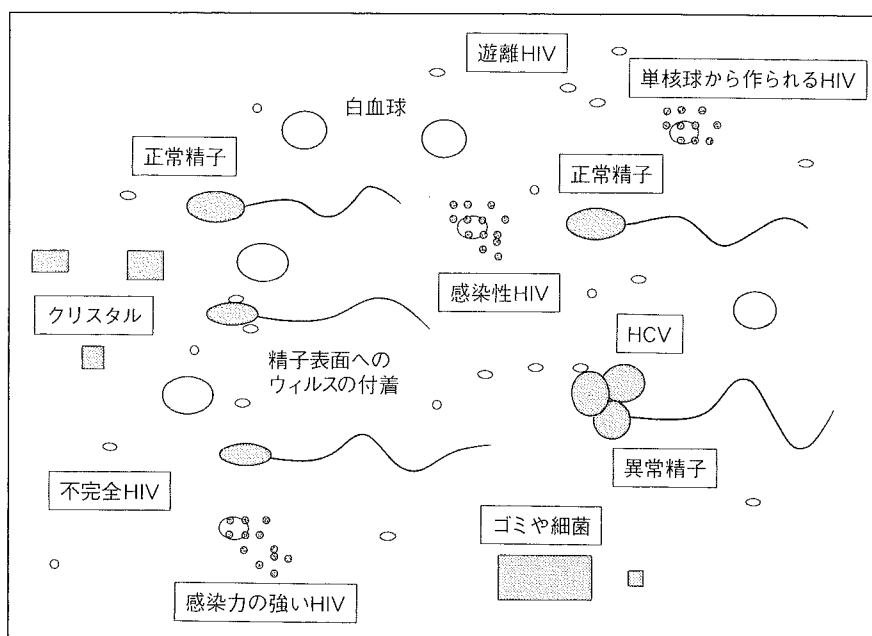 遊離HIV
単核球から作られるHIV
白血球
正常精子
正常精子
感染性HIV
クリスタル
HCV
精子表面への
ウィルスの付着
異常精子
不完全HIV
ゴミや細菌
感染力の強いHIV